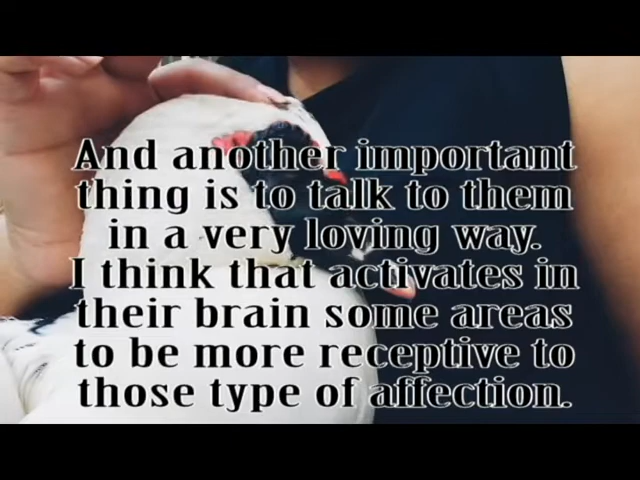 And another important
thing is to talk to them
in a very loving way.
I think that activates in
their brain some areas
to be more receptive to
those type of affection.